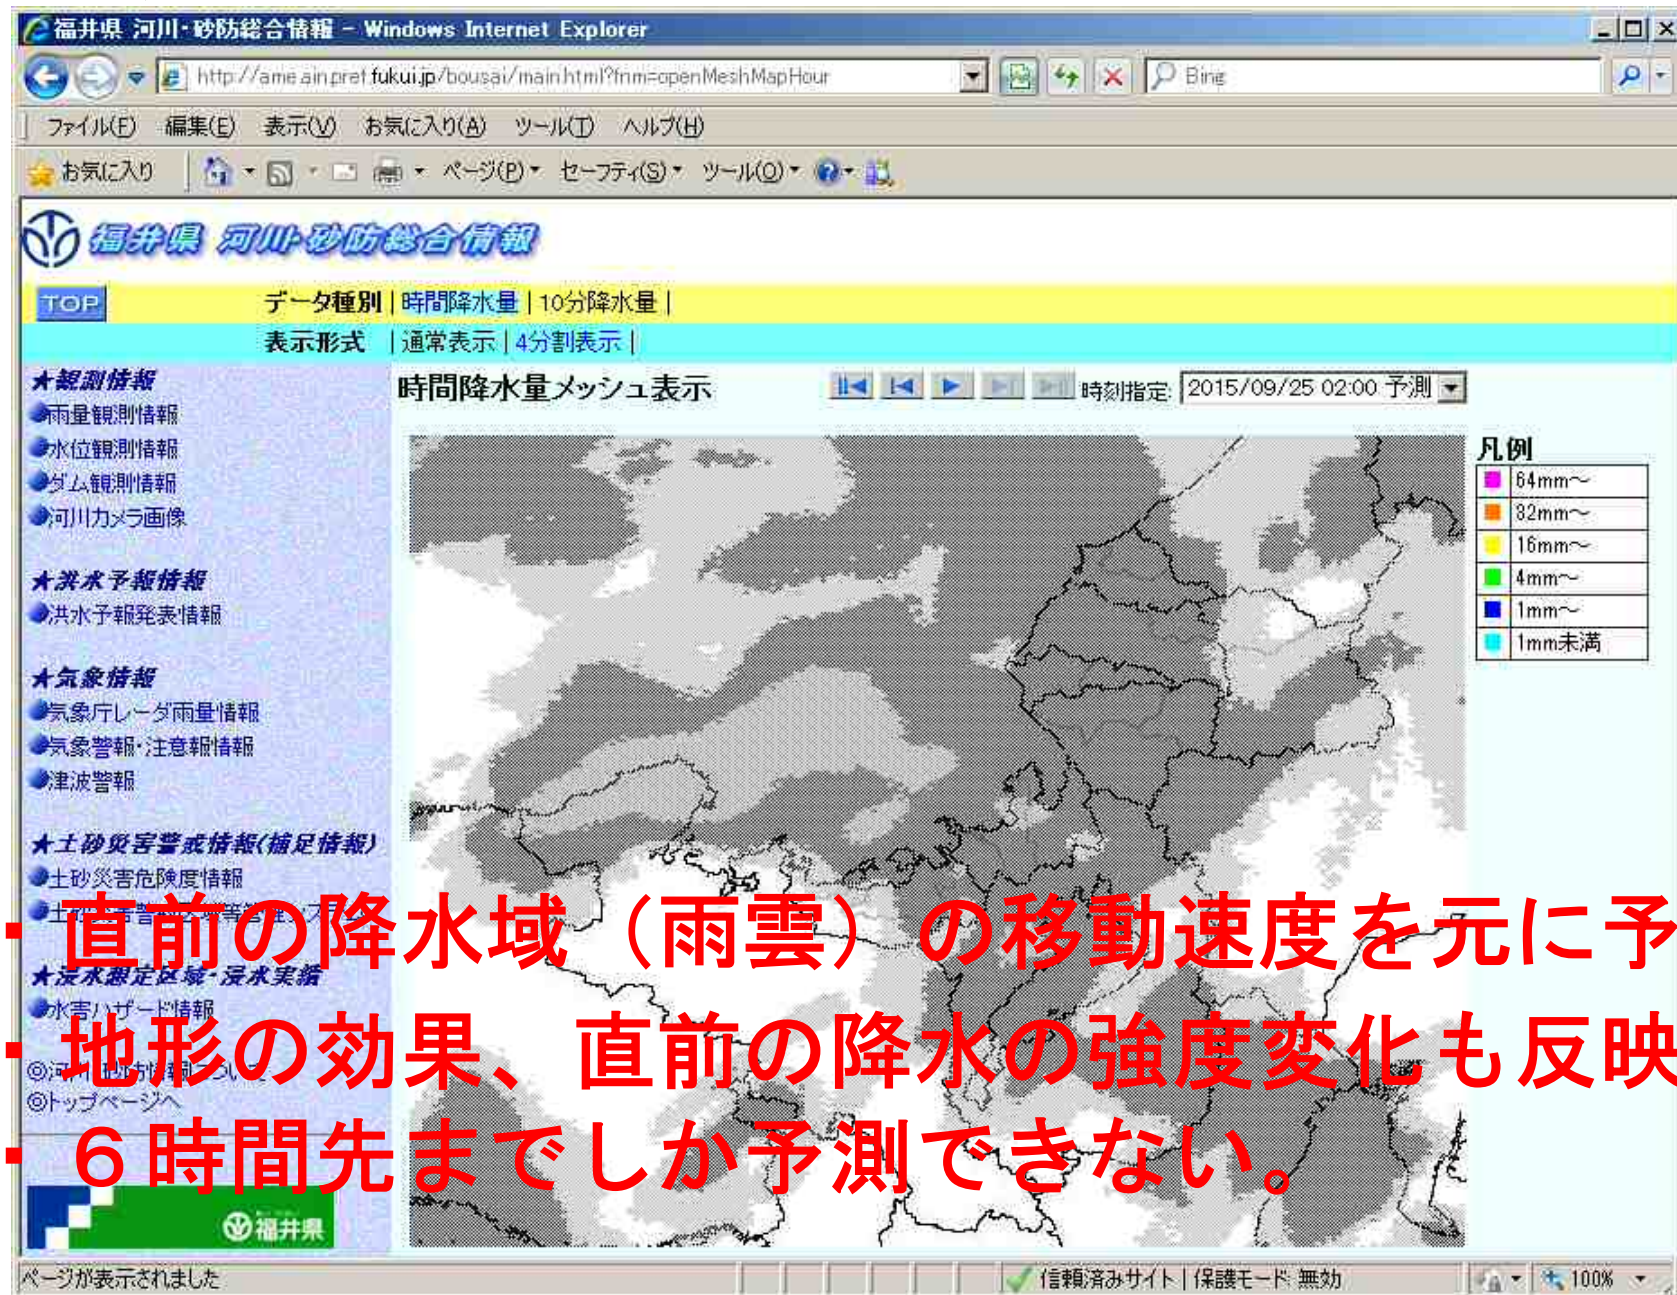 福井県 河川・砂防総合情報 - Windows Internet Explorer
http://ame.ain.pref.fukui.jp/bousai/main.html?fnm=openMeshMapHour
Bing
ファイル(F) 編集(E) 表示(V) お気に入り(A) ツール(T) ヘルプ(H)
お気に入り ページ(P) セーフティ(S) ツール(O)
福井県 河川・砂防総合情報
TOP データ種別 | 時間降水量 | 10分降水量 |
表示形式 | 通常表示 | 4分割表示 |
★観測情報
雨量観測情報
水位観測情報
ダム観測情報
河川カメラ画像
★洪水予報情報
洪水予報発表情報
★気象情報
気象庁レーダ雨量情報
気象警報・注意報情報
津波警報
★土砂災害警戒情報(補足情報)
土砂災害危険度情報
★浸水想定区域・浸水実績
水害ハザード情報
◎トップページへ
福井県
時間降水量メッシュ表示 時刻指定: 2015/09/25 02:00 予測
凡例
64mm～
32mm～
16mm～
4mm～
1mm～
1mm未満
・直前の降水域（雨雲）の移動速度を元に予
・地形の効果、直前の降水の強度変化も反映
・６時間先までしか予測できない。
ページが表示されました 信頼済みサイト | 保護モード: 無効 100%